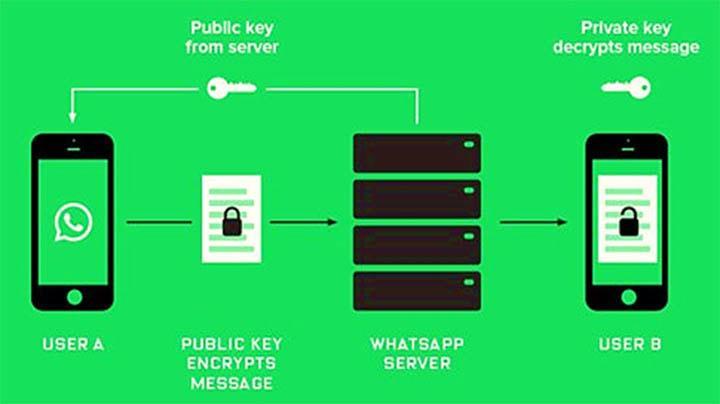 Public key
from server
Private key
decrypts message
USER A
PUBLIC KEY
ENCRYPTS
MESSAGE
WHATSAPP
SERVER
USER B